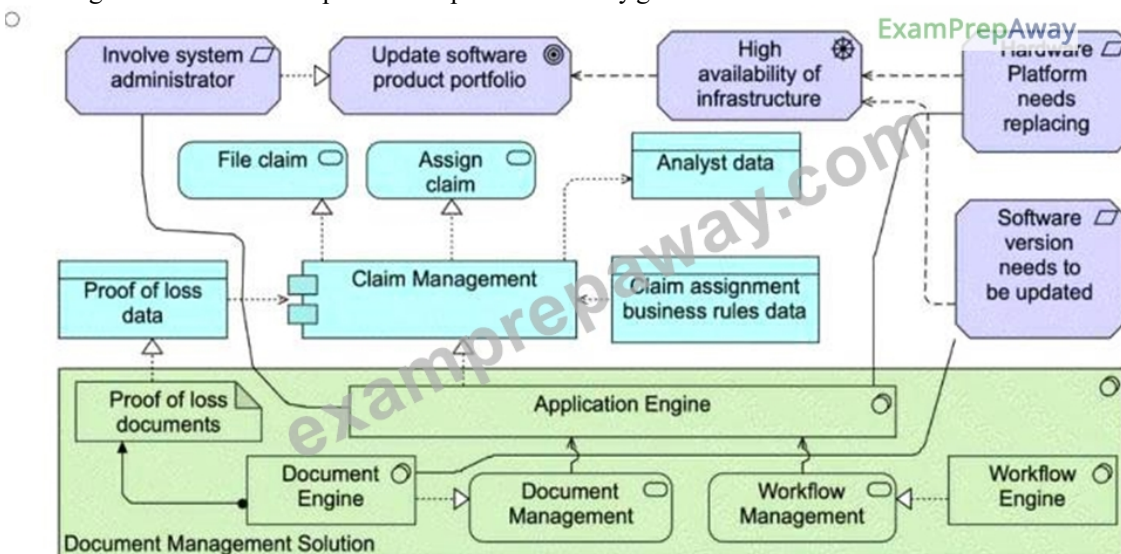 ExamPrepAway
Involve system
administrator
Update software
product portfolio
High
availability of
infrastructure
Hardware
Platform
needs
replacing
File claim
Assign
claim
Analyst data
Software
version
needs to
be updated
Proof of loss
data
Claim Management
Claim assignment
business rules data
examprepaway.com
Proof of loss
documents
Application Engine
Document
Engine
Document
Management
Workflow
Management
Workflow
Engine
Document Management Solution